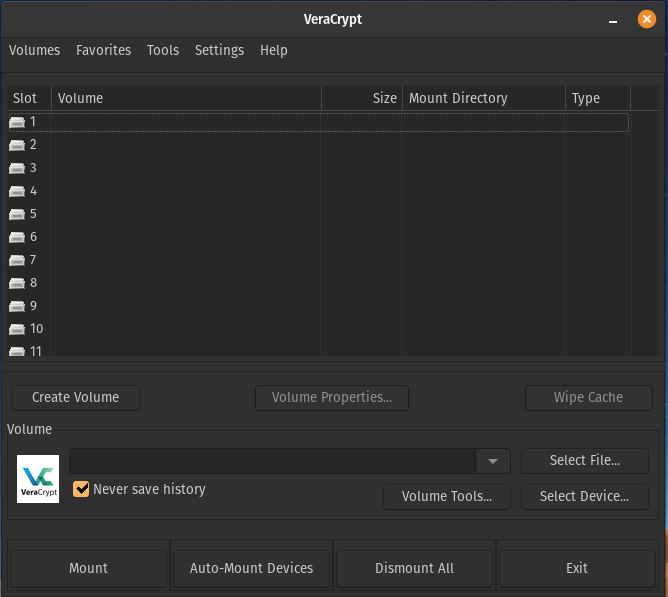 VeraCrypt
Volumes Favorites Tools Settings Help
Slot Volume Size Mount Directory Type
1
2
3
4
5
6
7
8
9
10
11
Create Volume Volume Properties... Wipe Cache
Volume
VeraCrypt
Select File...
Never save history
Volume Tools... Select Device...
Mount Auto-Mount Devices Dismount All Exit